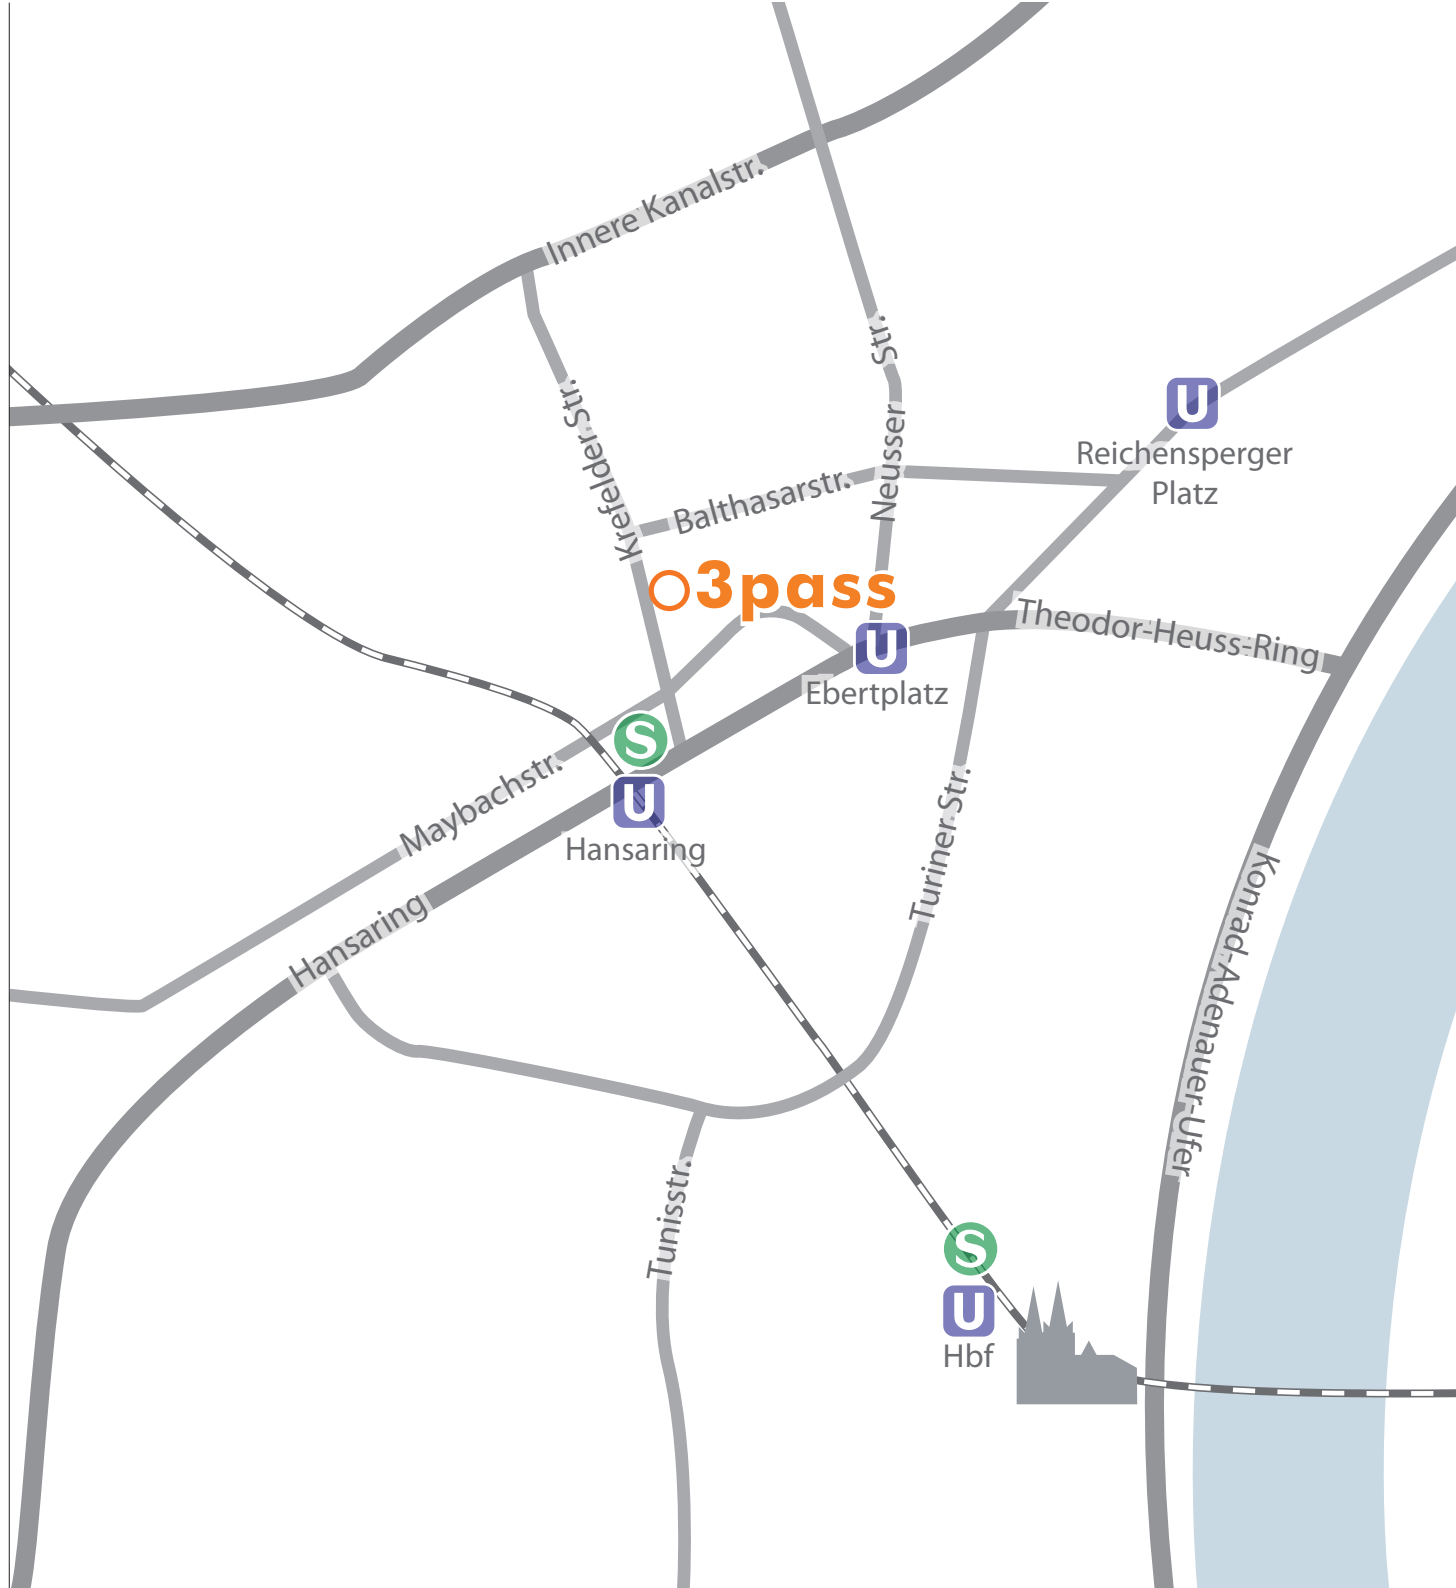 Innere Kanalstr.
Neusser Str.
Krefelder Str.
U
Reichensperger
Platz
Balthasarstr.
3pass
Theodor-Heuss-Ring
U
Ebertplatz
S
Maybachstr.
U
Hansaring
Turiner Str.
Hansaring
Konrad-Adenauer-Ufer
Tunisstr.
S
U
Hbf